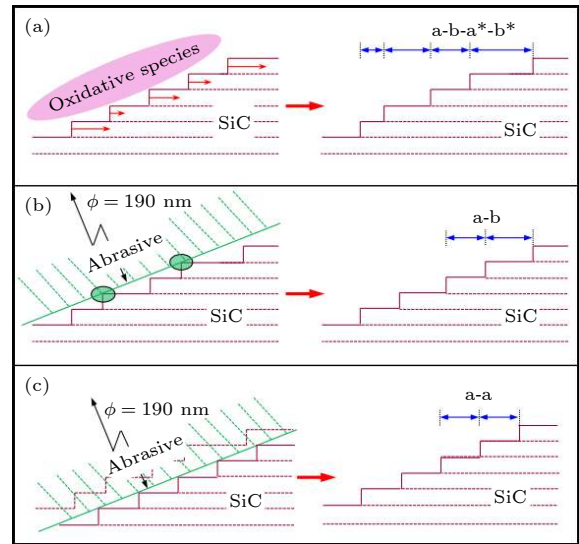 (a)
a-b-a*-b*
Oxidative species
SiC
SiC
(b)
ϕ = 190 nm
Abrasive
a-b
SiC
SiC
(c)
ϕ = 190 nm
Abrasive
a-a
SiC
SiC